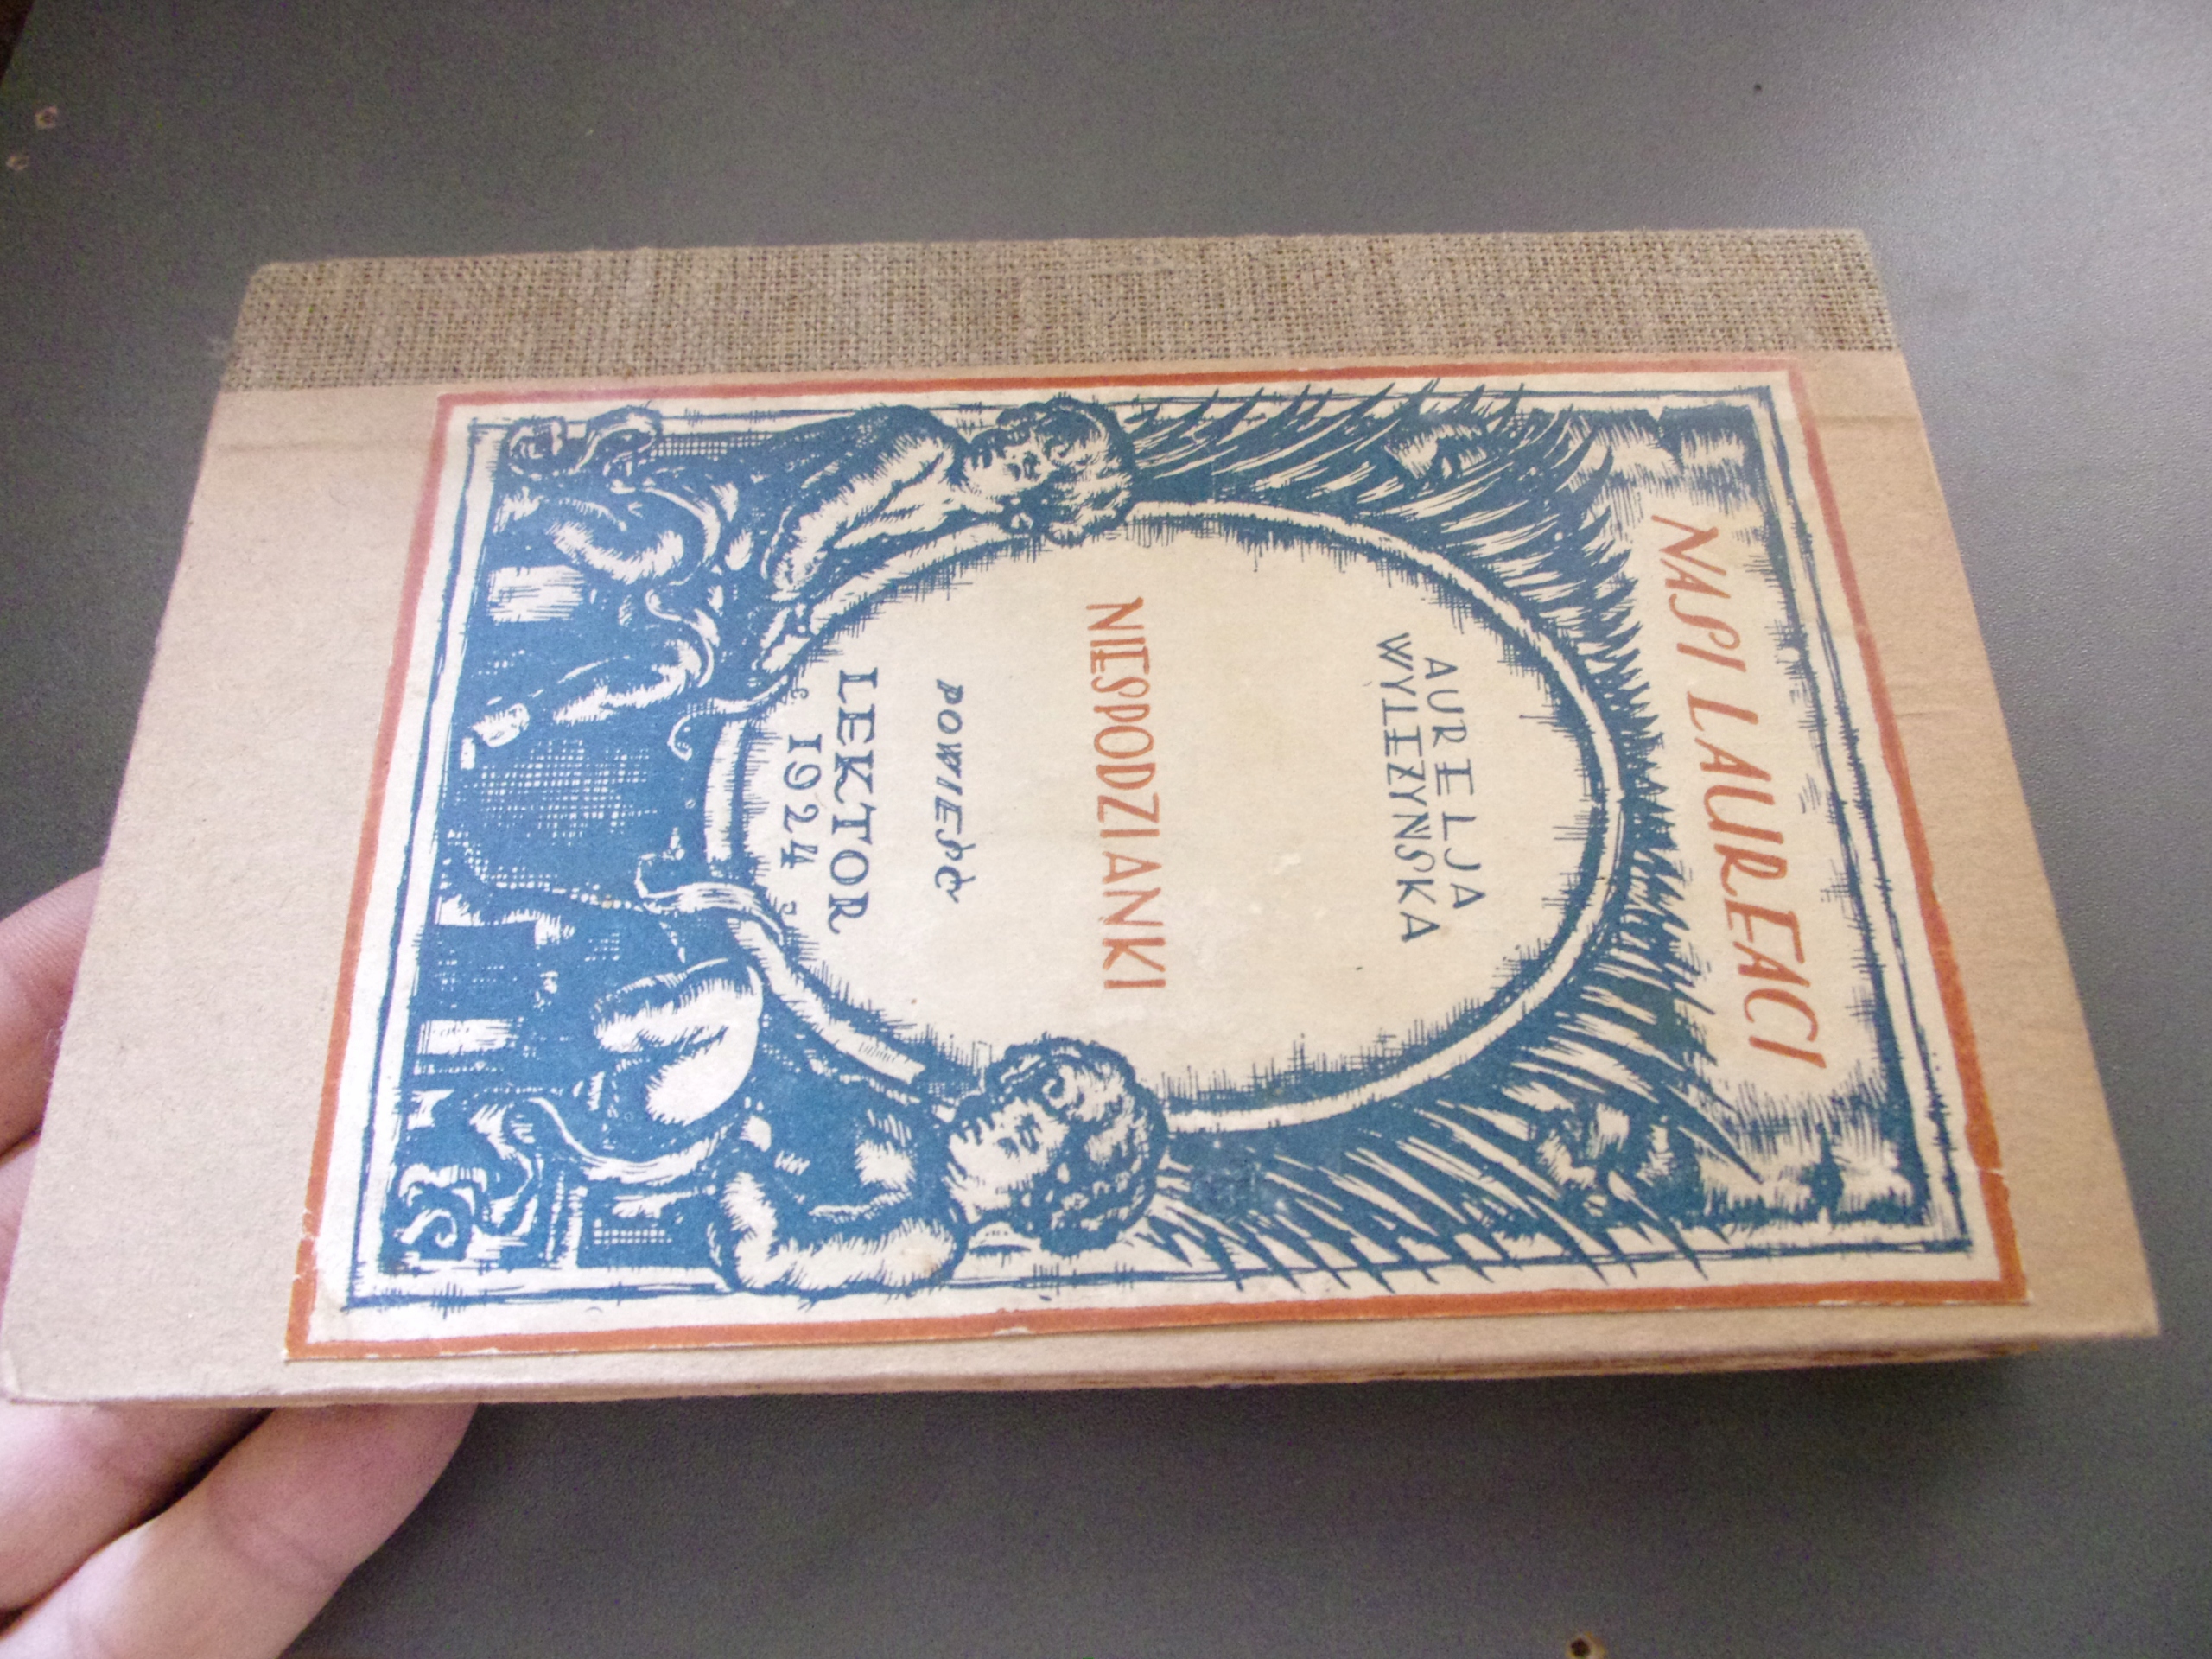 NASI LAUREACI
AURELJA
WYLEŻYŃSKA
NIESPODZIANKI
POWIEŚĆ
LEKTOR
1924